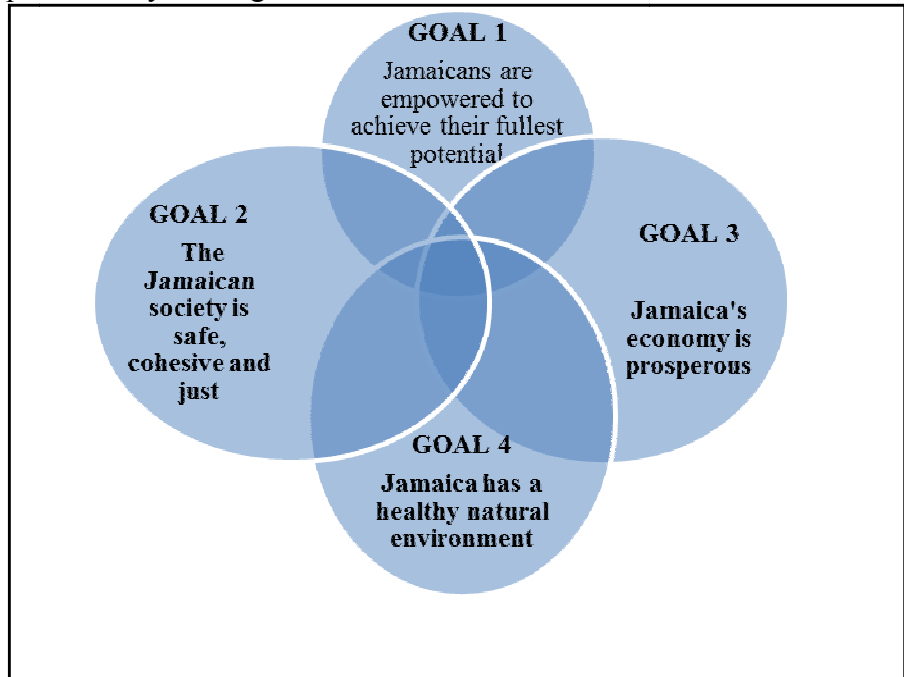 GOAL 1
Jamaicans are
empowered to
achieve their fullest
potential
GOAL 2
The
Jamaican
society is
safe,
cohesive and
just
GOAL 3
Jamaica's
economy is
prosperous
GOAL 4
Jamaica has a
healthy natural
environment